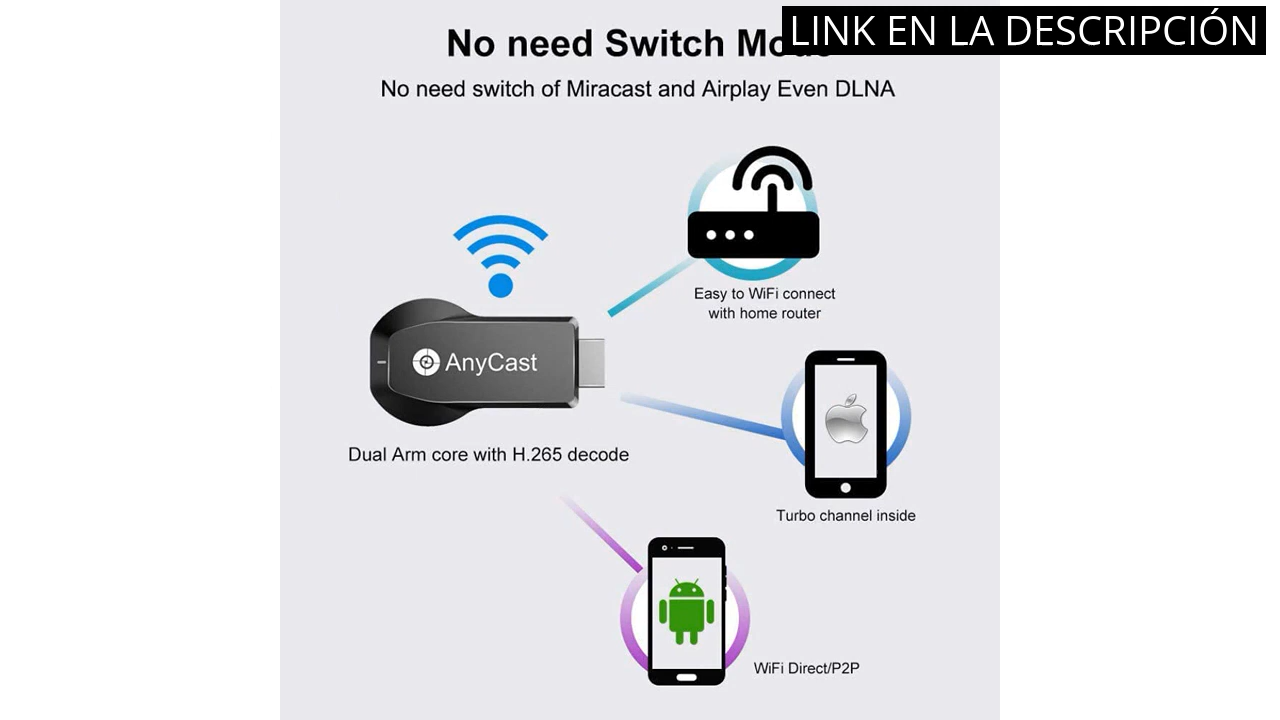 No need Switch
LINK EN LA DESCRIPCIÓN
No need switch of Miracast and Airplay Even DLNA
Easy to WiFi connect
with home router
AnyCast
Dual Arm core with H.265 decode
Turbo channel inside
WiFi Direct/P2P